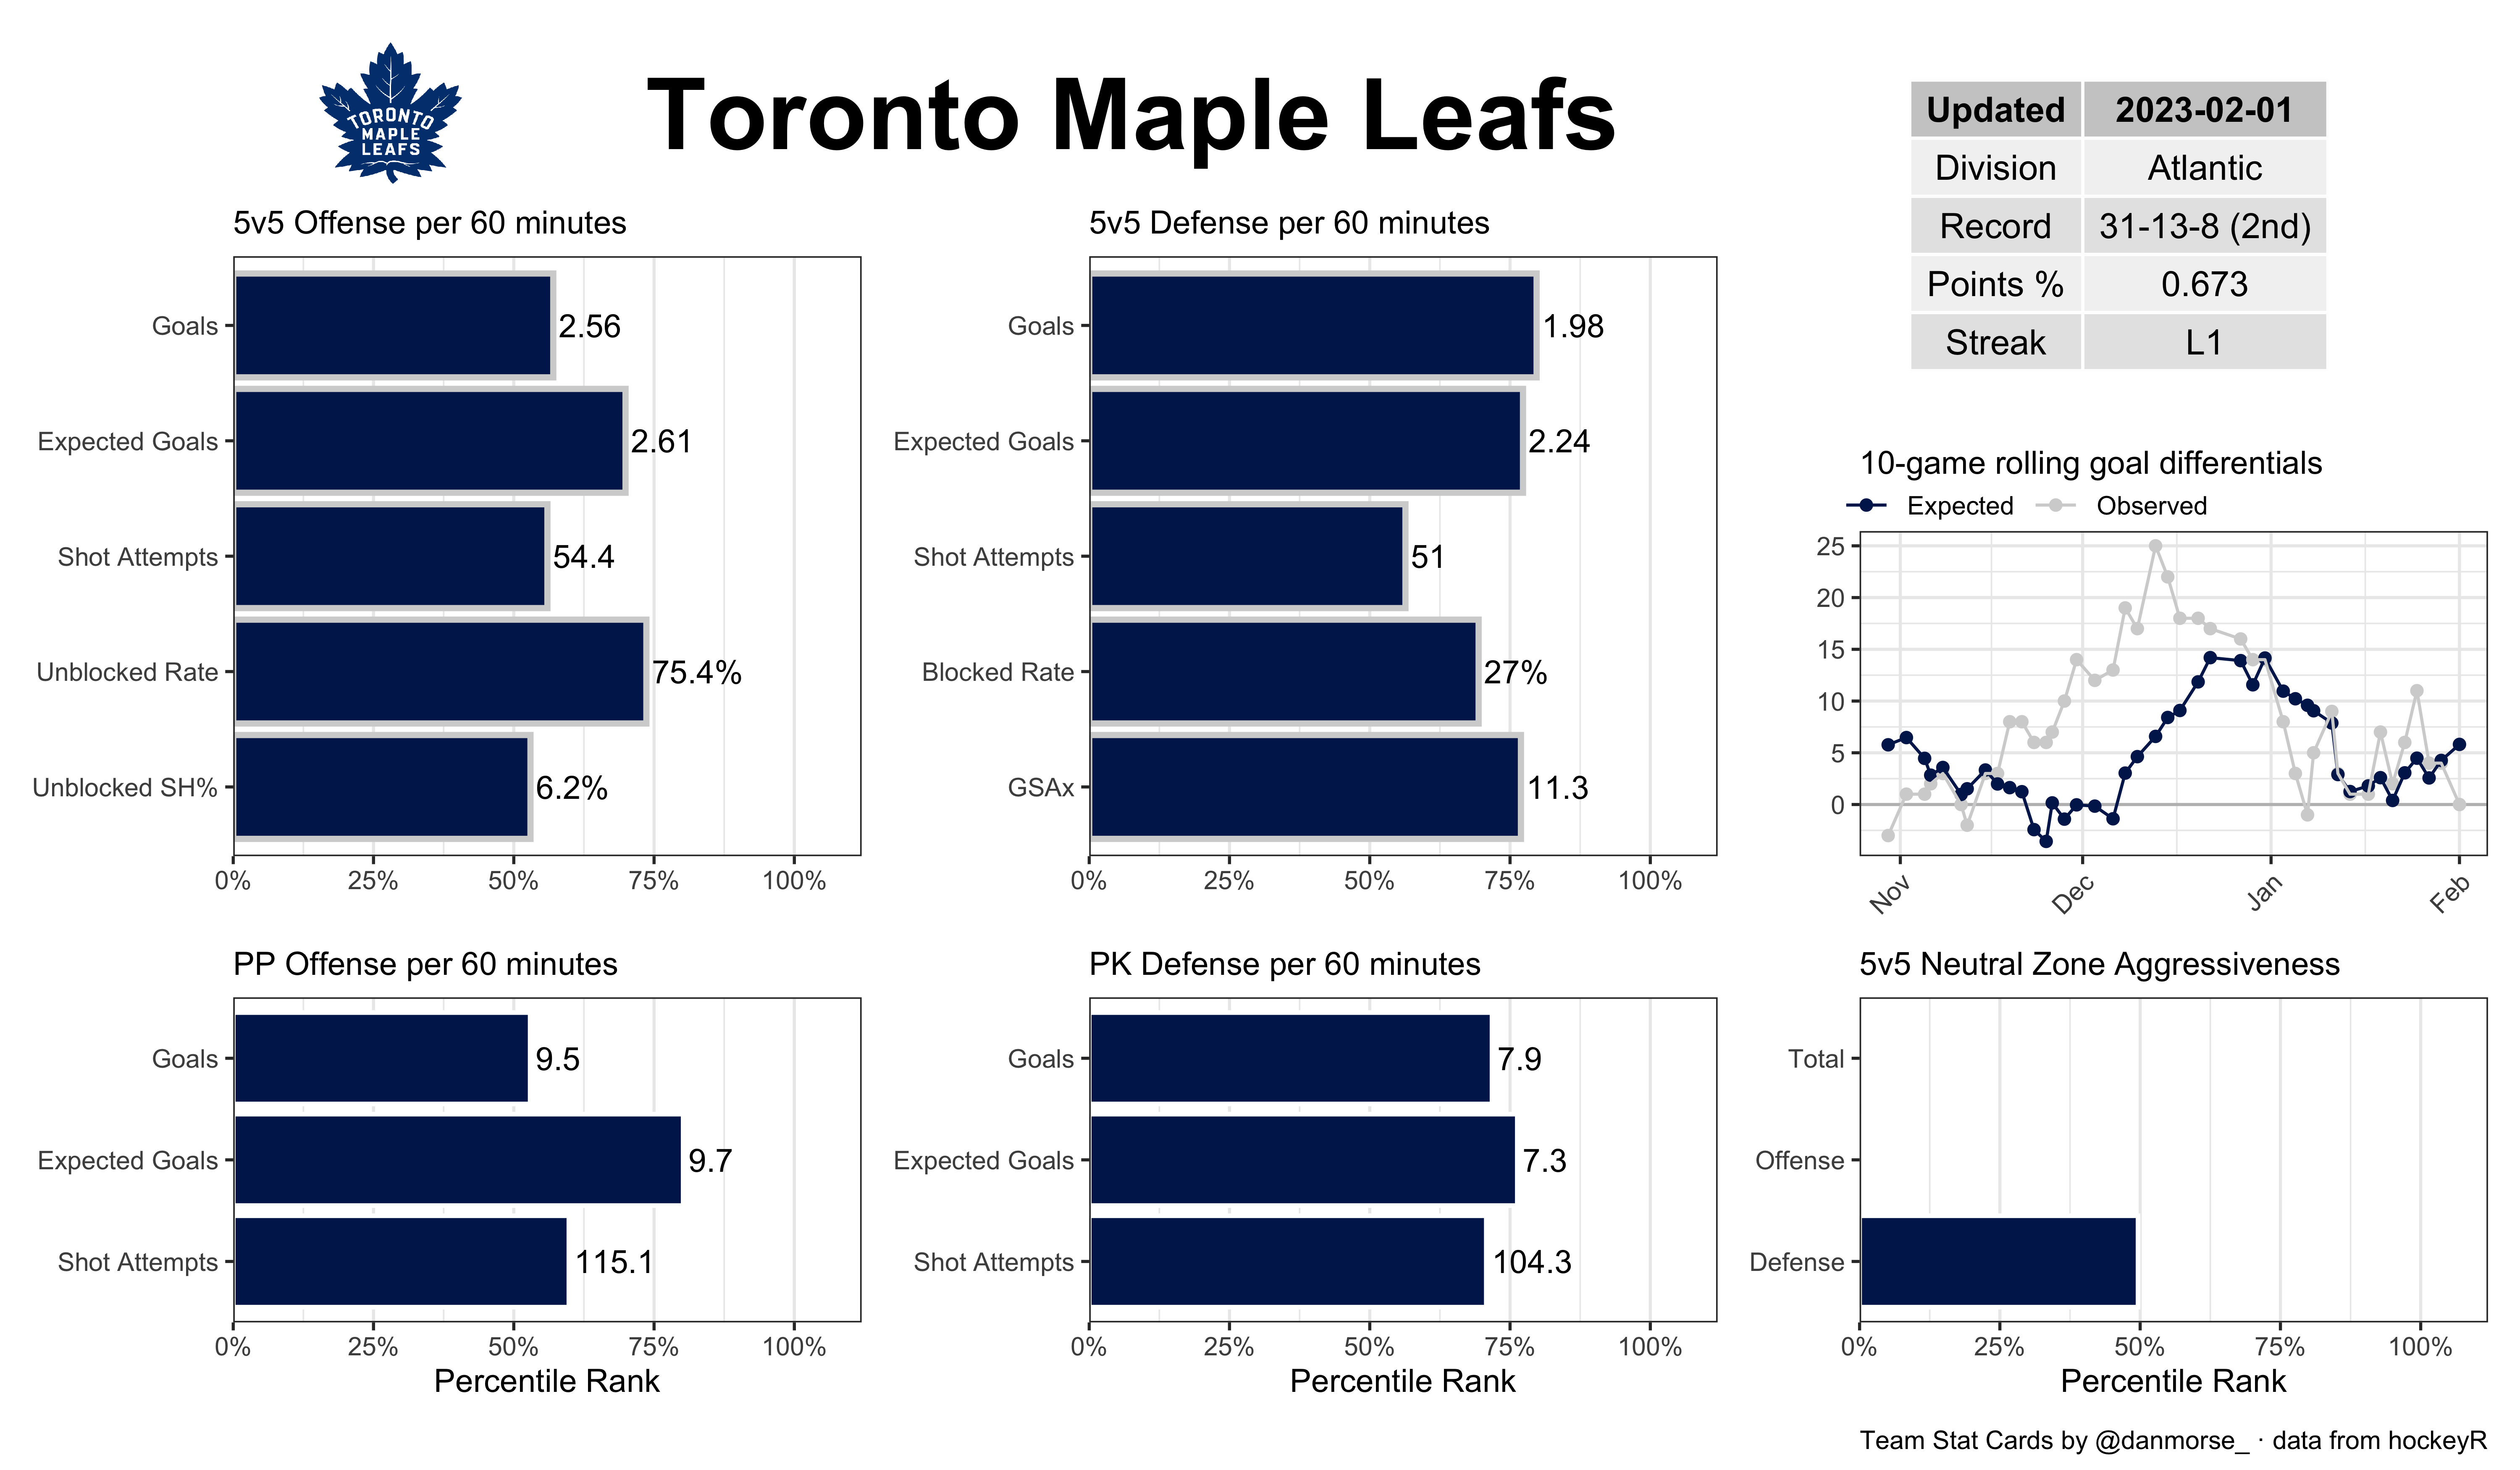 TORONTO
MAPLE
LEAFS
Toronto Maple Leafs
Updated 2023-02-01
Division Atlantic
Record 31-13-8 (2nd)
Points % 0.673
Streak L1
5v5 Offense per 60 minutes
Goals 2.56
Expected Goals 2.61
Shot Attempts 54.4
Unblocked Rate 75.4%
Unblocked SH% 6.2%
0% 25% 50% 75% 100%
5v5 Defense per 60 minutes
Goals 1.98
Expected Goals 2.24
Shot Attempts 51
Blocked Rate 27%
GSAx 11.3
0% 25% 50% 75% 100%
10-game rolling goal differentials
Expected Observed
25
20
15
10
5
0
Nov Dec Jan Feb
PP Offense per 60 minutes
Goals 9.5
Expected Goals 9.7
Shot Attempts 115.1
0% 25% 50% 75% 100%
Percentile Rank
PK Defense per 60 minutes
Goals 7.9
Expected Goals 7.3
Shot Attempts 104.3
0% 25% 50% 75% 100%
Percentile Rank
5v5 Neutral Zone Aggressiveness
Total
Offense
Defense
0% 25% 50% 75% 100%
Percentile Rank
Team Stat Cards by @danmorse_ · data from hockeyR